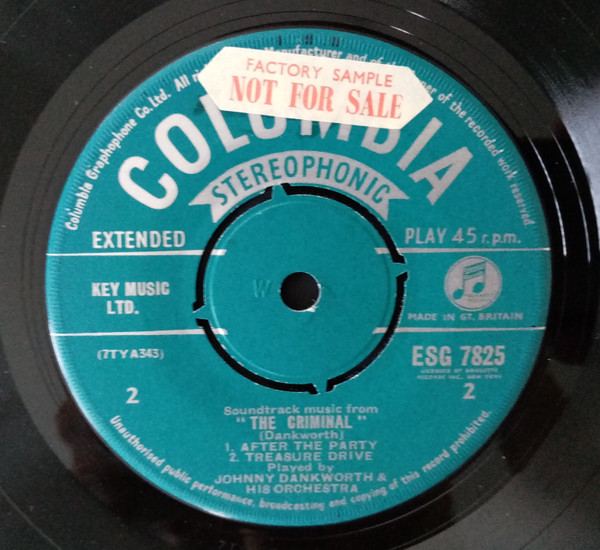 FACTORY SAMPLE
NOT FOR SALE
Columbia Graphophone Co. Ltd. All Manufacturer and of of the recorded work reserved.
COLUMBIA
STEREOPHONIC
EXTENDED PLAY 45 r.p.m.
KEY MUSIC
LTD.
MADE IN GT. BRITAIN
(7TYA343)
ESG 7825
2 2
Soundtrack music from
"THE CRIMINAL"
(Dankworth)
1. AFTER THE PARTY
2. TREASURE DRIVE
Played by
JOHNNY DANKWORTH &
HIS ORCHESTRA
Unauthorised public performance, broadcasting and copying of this record prohibited.